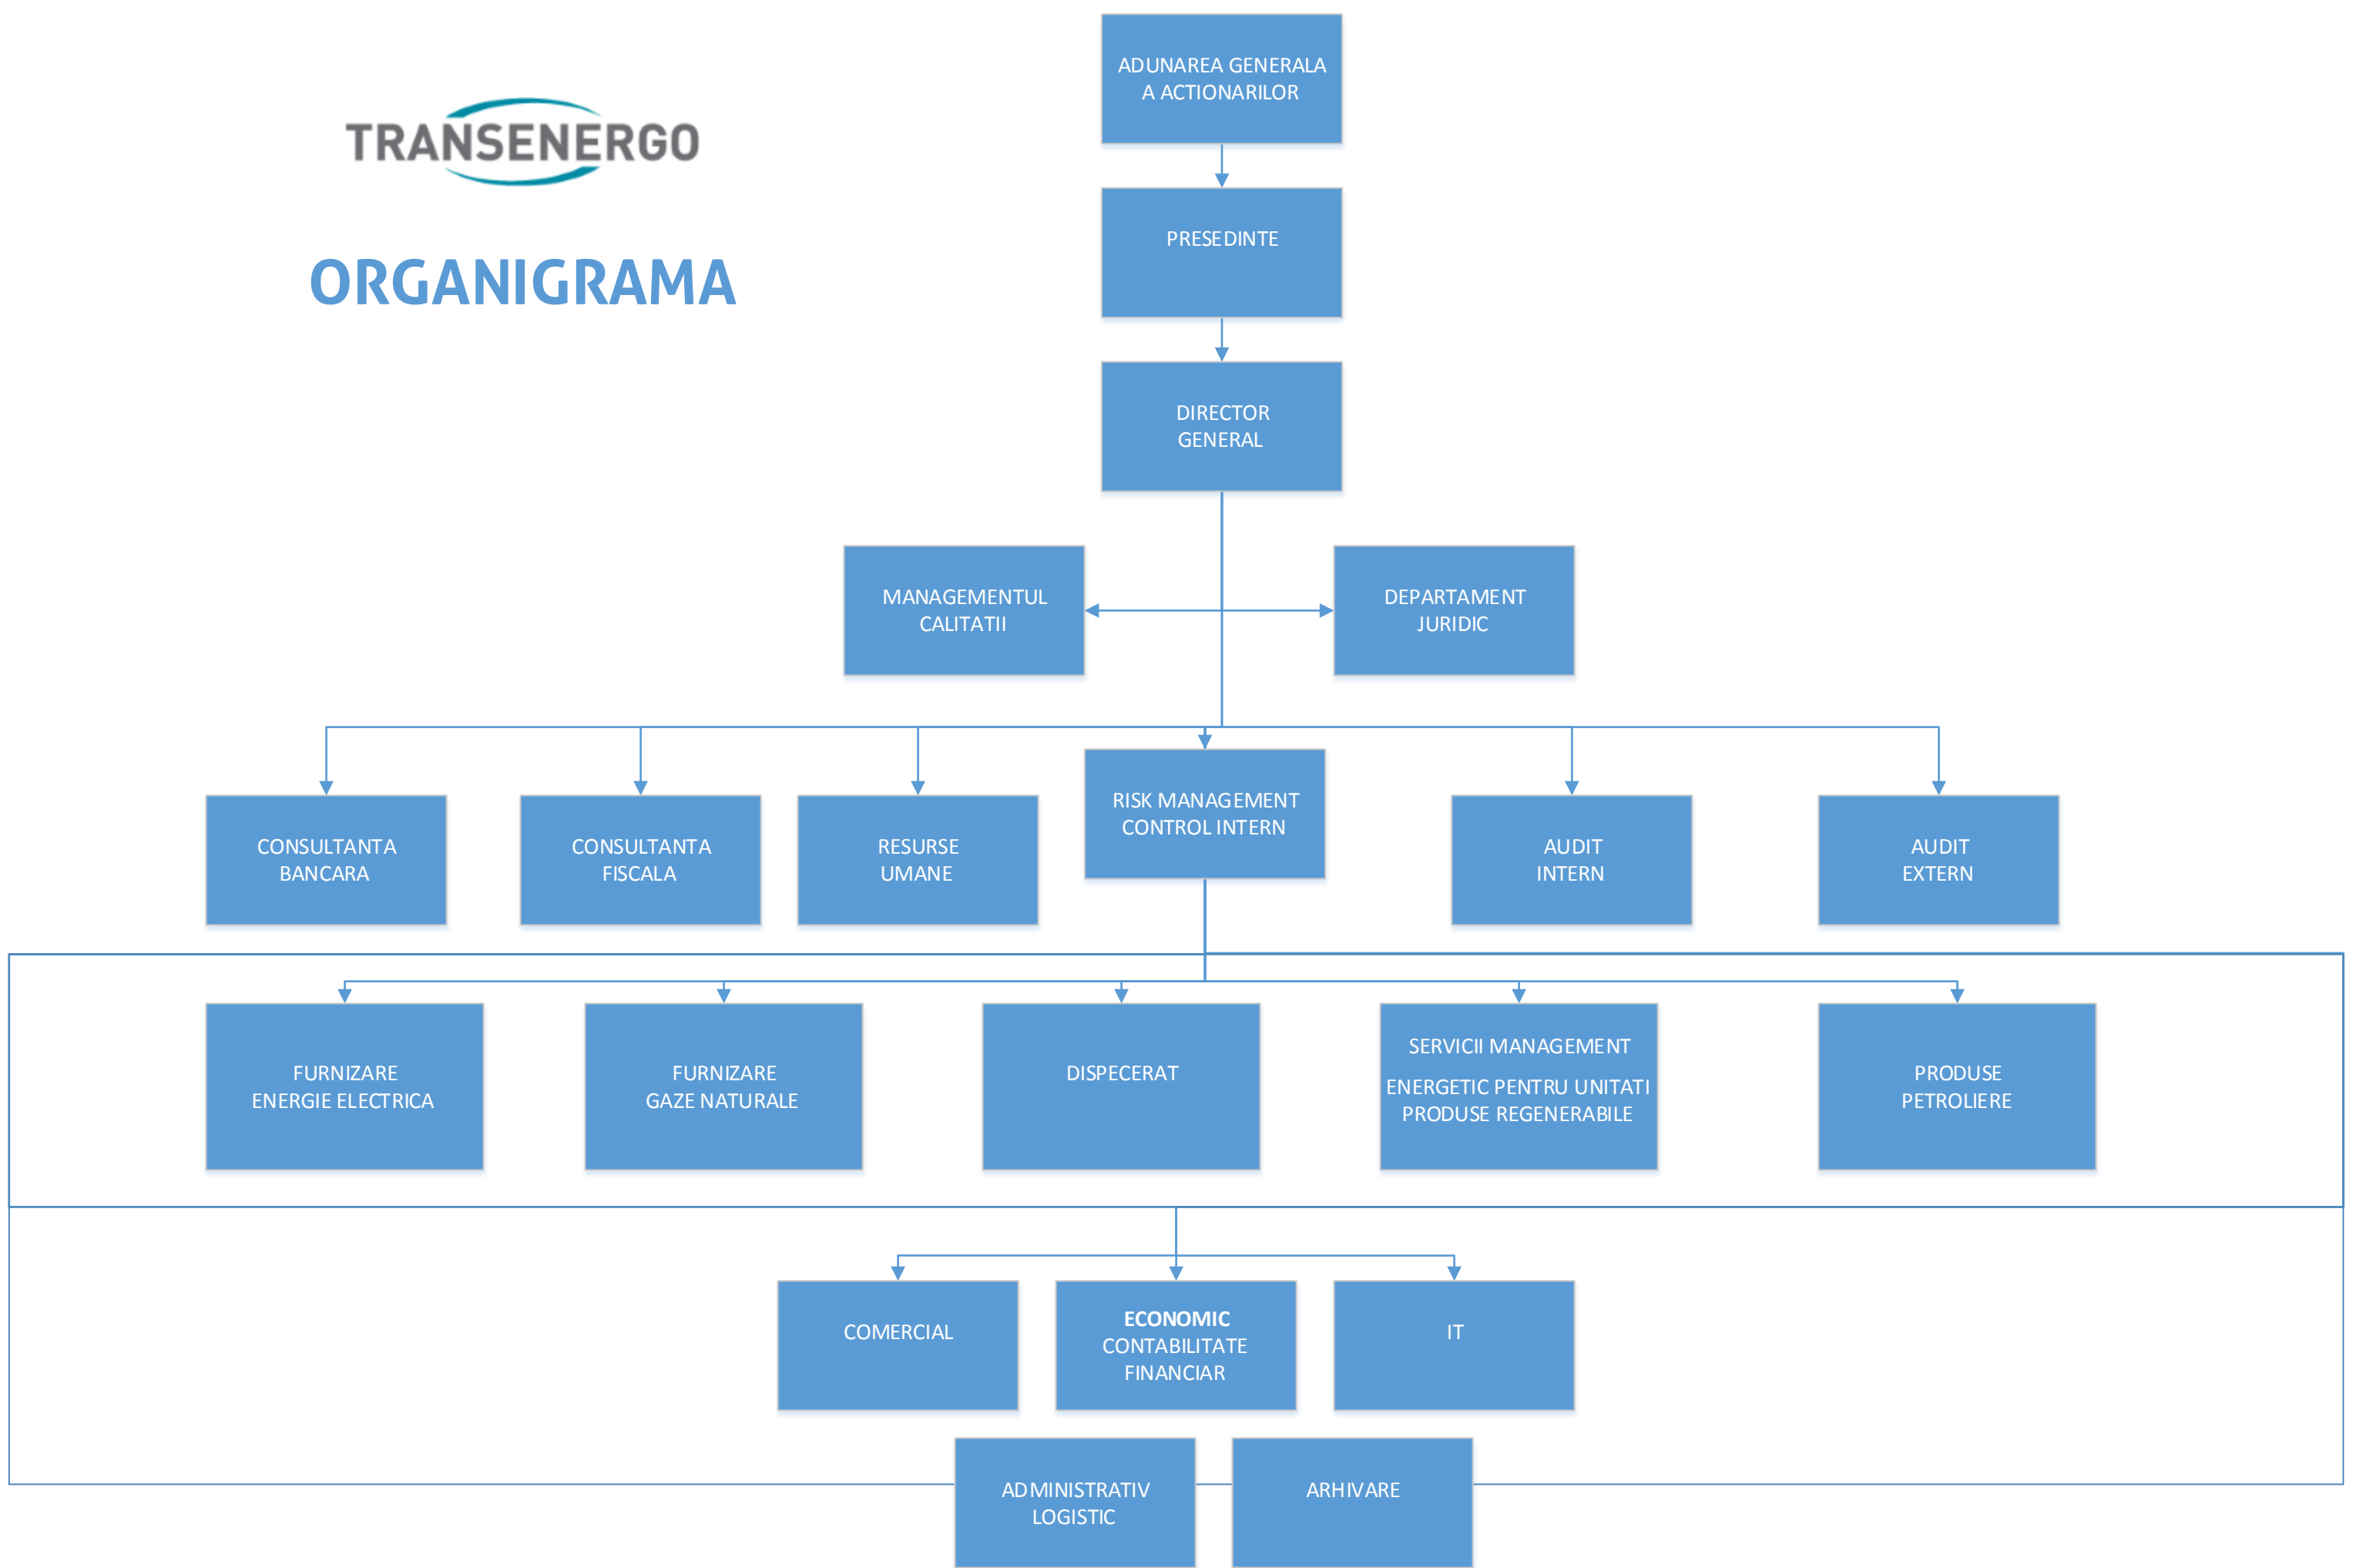 ADUNAREA GENERALA
A ACTIONARILOR
TRANSENERGO
PRESEDINTE
ORGANIGRAMA
DIRECTOR
GENERAL
MANAGEMENTUL
CALITATII
DEPARTAMENT
JURIDIC
CONSULTANTA
BANCARA
CONSULTANTA
FISCALA
RESURSE
UMANE
RISK MANAGEMENT
CONTROL INTERN
AUDIT
INTERN
AUDIT
EXTERN
FURNIZARE
ENERGIE ELECTRICA
FURNIZARE
GAZE NATURALE
DISPECERAT
SERVICII MANAGEMENT
ENERGETIC PENTRU UNITATI
PRODUSE REGENERABILE
PRODUSE
PETROLIERE
COMERCIAL
ECONOMIC
CONTABILITATE
FINANCIAR
IT
ADMINISTRATIV
LOGISTIC
ARHIVARE